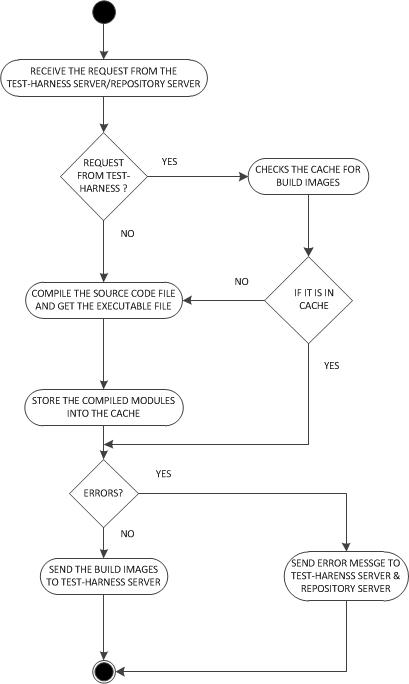 RECEIVE THE REQUEST FROM THE
TEST-HARNESS SERVER/REPOSITORY SERVER
REQUEST
FROM TEST-
HARNESS ?
YES
CHECKS THE CACHE FOR
BUILD IMAGES
NO
NO
IF IT IS IN
CACHE
COMPILE THE SOURCE CODE FILE
AND GET THE EXECUTABLE FILE
YES
STORE THE COMPILED MODULES
INTO THE CACHE
YES
ERRORS?
NO
SEND THE BUILD IMAGES
TO TEST-HARNESS SERVER
SEND ERROR MESSGE TO
TEST-HARENSS SERVER &
REPOSITORY SERVER